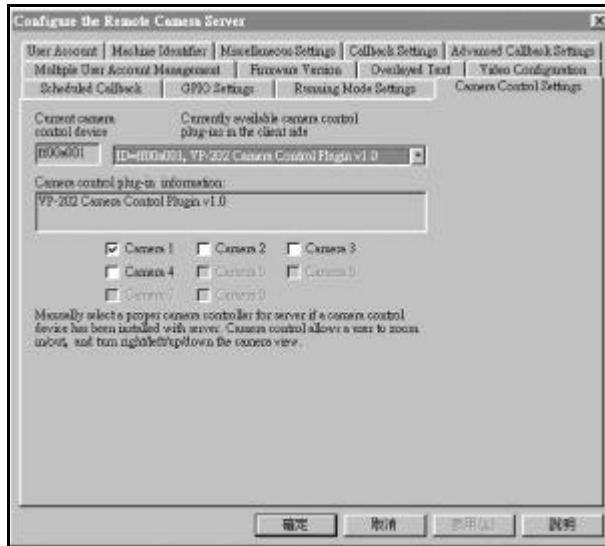 Configure the Remote Camera Server
User Account Machine Identifier Miscellaneous Settings Callback Settings Advanced Callback Settings
Multiple User Account Management Firmware Version Overlayed Text Video Configuration
Scheduled Callback GPIO Settings Running Mode Settings Camera Control Settings
Current camera control device
Currently available camera control plug-ins in the client side
ff00a001
ID=ff00a001, VP-202 Camera Control Plugin v1.0
Camera control plug-in information:
VP-202 Camera Control Plugin v1.0
Camera 1 Camera 2 Camera 3
Camera 4 Camera 5 Camera 6
Camera 7 Camera 8
Manually select a proper camera controller for server if a camera control
device has been installed with server. Camera control allows a user to zoom
in/out, and turn right/left/up/down the camera view.
確定 取消 套用(A) 說明